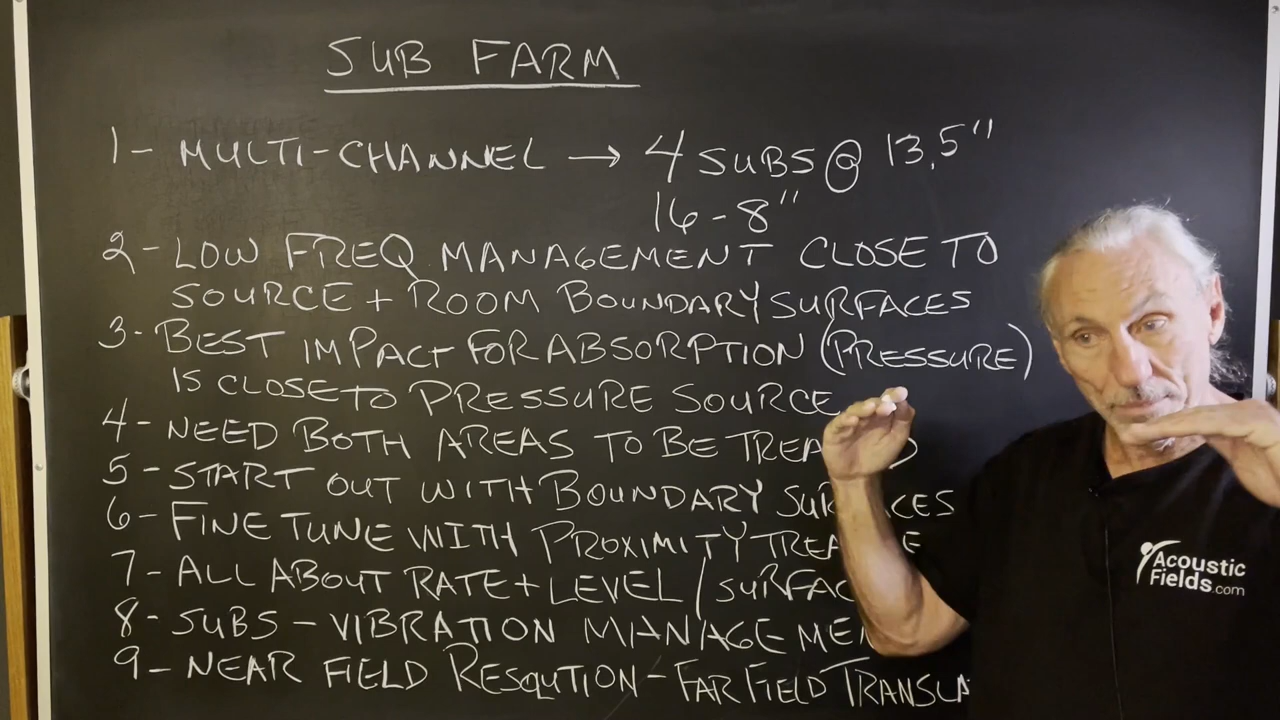 SUB FARM
1- MULTI-CHANNEL → 4 SUBS @ 13.5"
16-8"
2- LOW FREQ MANAGEMENT CLOSE TO
SOURCE + ROOM BOUNDARY SURFACES
3- BEST IMPACT FOR ABSORPTION (PRESSURE)
IS CLOSE TO PRESSURE SOURCE
4- NEED BOTH AREAS TO BE
5- START OUT WITH BOUNDARY
6- FINE TUNE WITH PROXIMITY
7- ALL ABOUT RATE + LEVEL /
8- SUBS - VIBRATION
9- NEAR FIELD RESQUTION - FAR FIELD
Acoustic
Fields.com